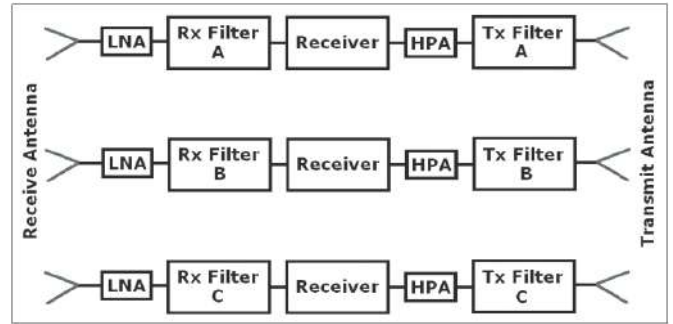 LNA
Rx Filter
A
Receiver
HPA
Tx Filter
A
Receive Antenna
Transmit Antenna
LNA
Rx Filter
B
Receiver
HPA
Tx Filter
B
LNA
Rx Filter
C
Receiver
HPA
Tx Filter
C